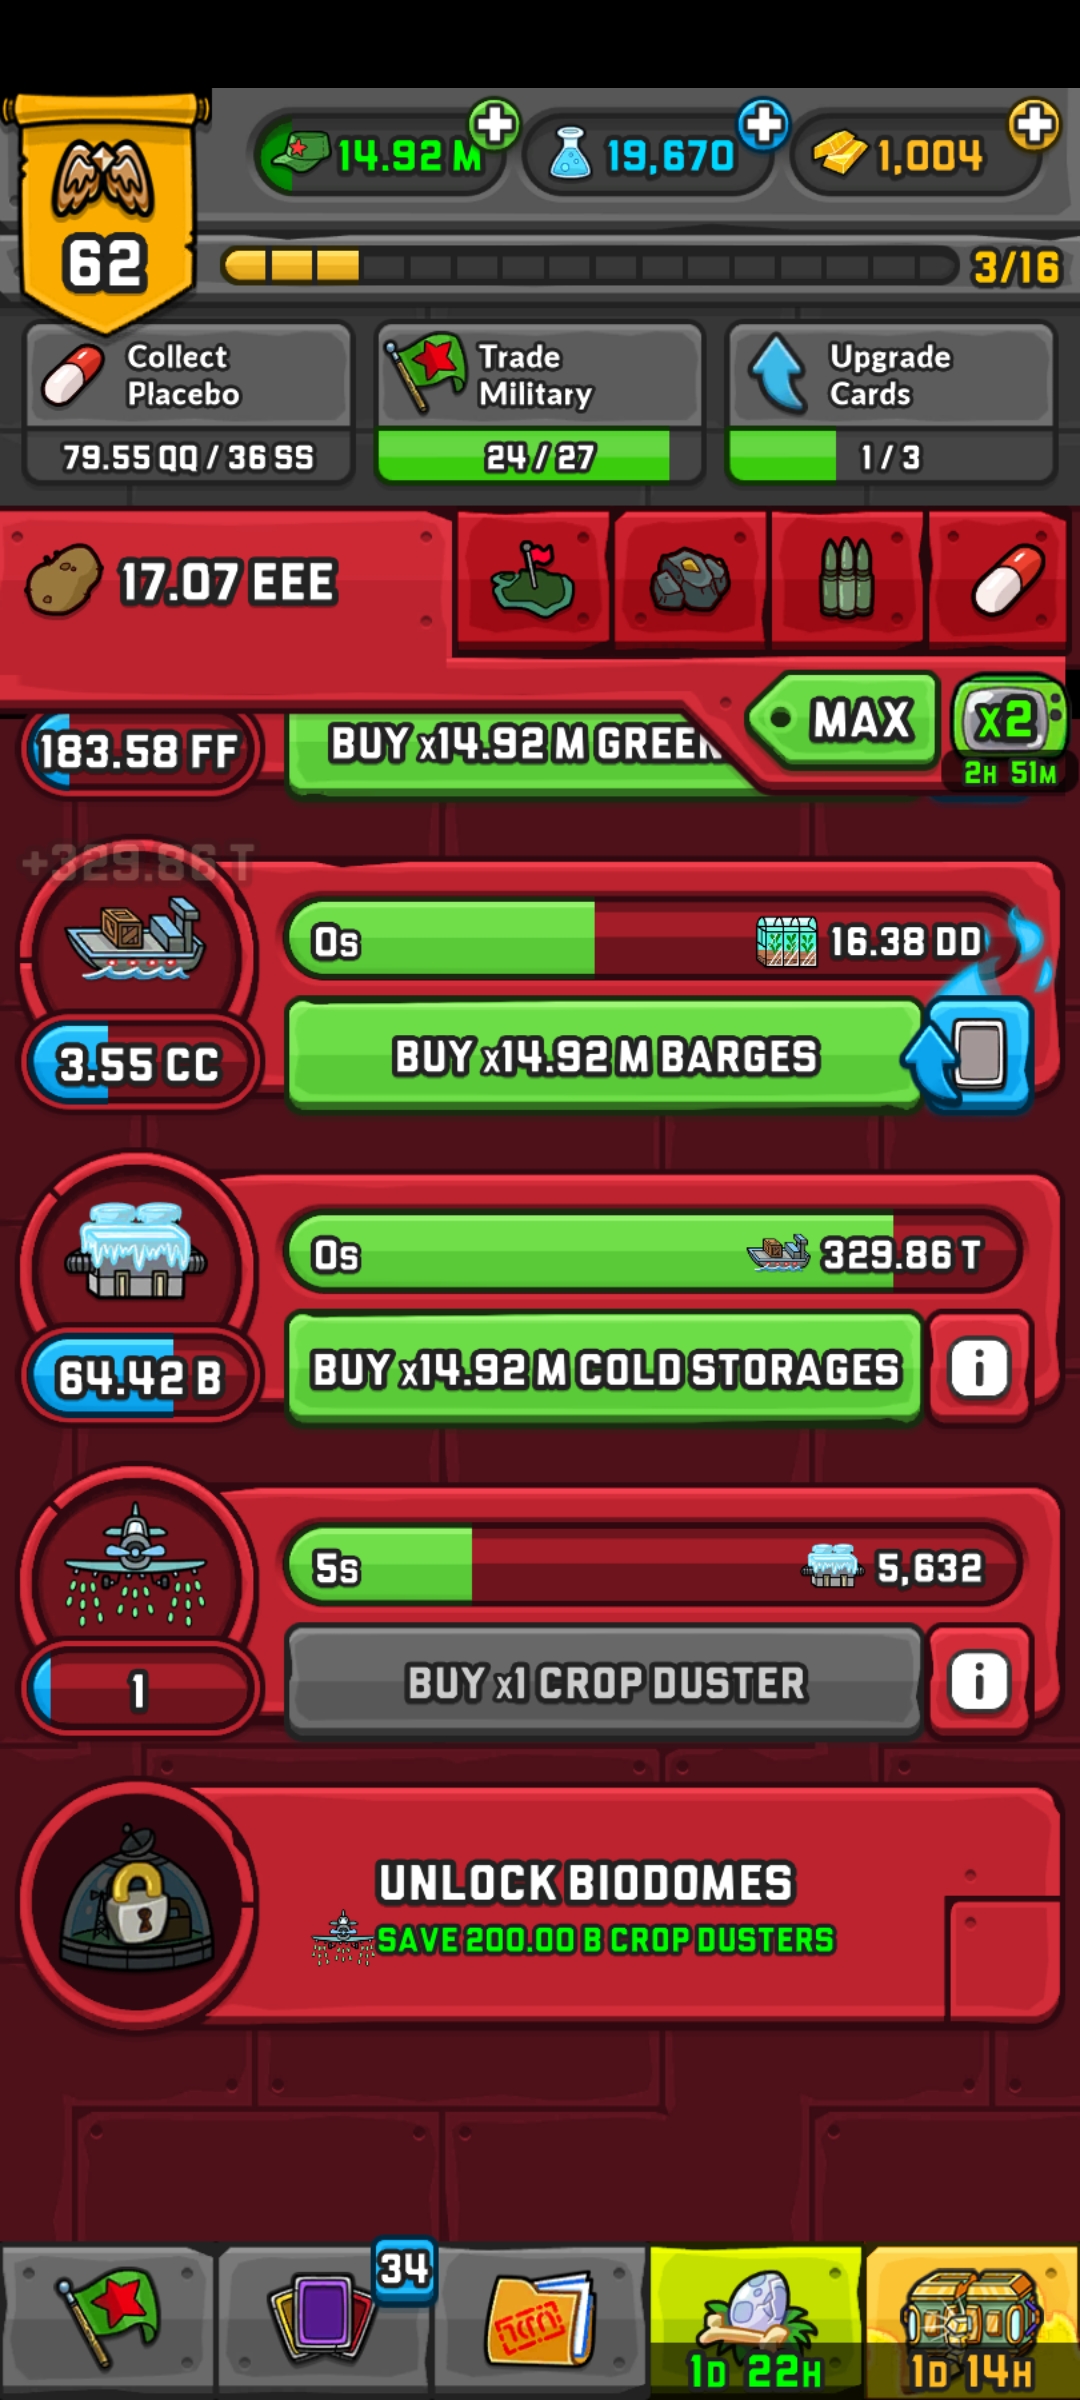 14.92 M
19,670
1,004
62
3/16
Collect
Placebo
79.55 QQ / 36 SS
Trade
Military
24 / 27
Upgrade
Cards
1 / 3
17.07 EEE
MAX
x2
2H 51M
183.58 FF
BUY x14.92 M GREEN
+329.86 T
0s
16.38 DD
3.55 CC
BUY x14.92 M BARGES
0s
329.86 T
64.42 B
BUY x14.92 M COLD STORAGES
i
5s
5,632
1
BUY x1 CROP DUSTER
i
UNLOCK BIODOMES
SAVE 200.00 B CROP DUSTERS
34
1D 22H
1D 14H